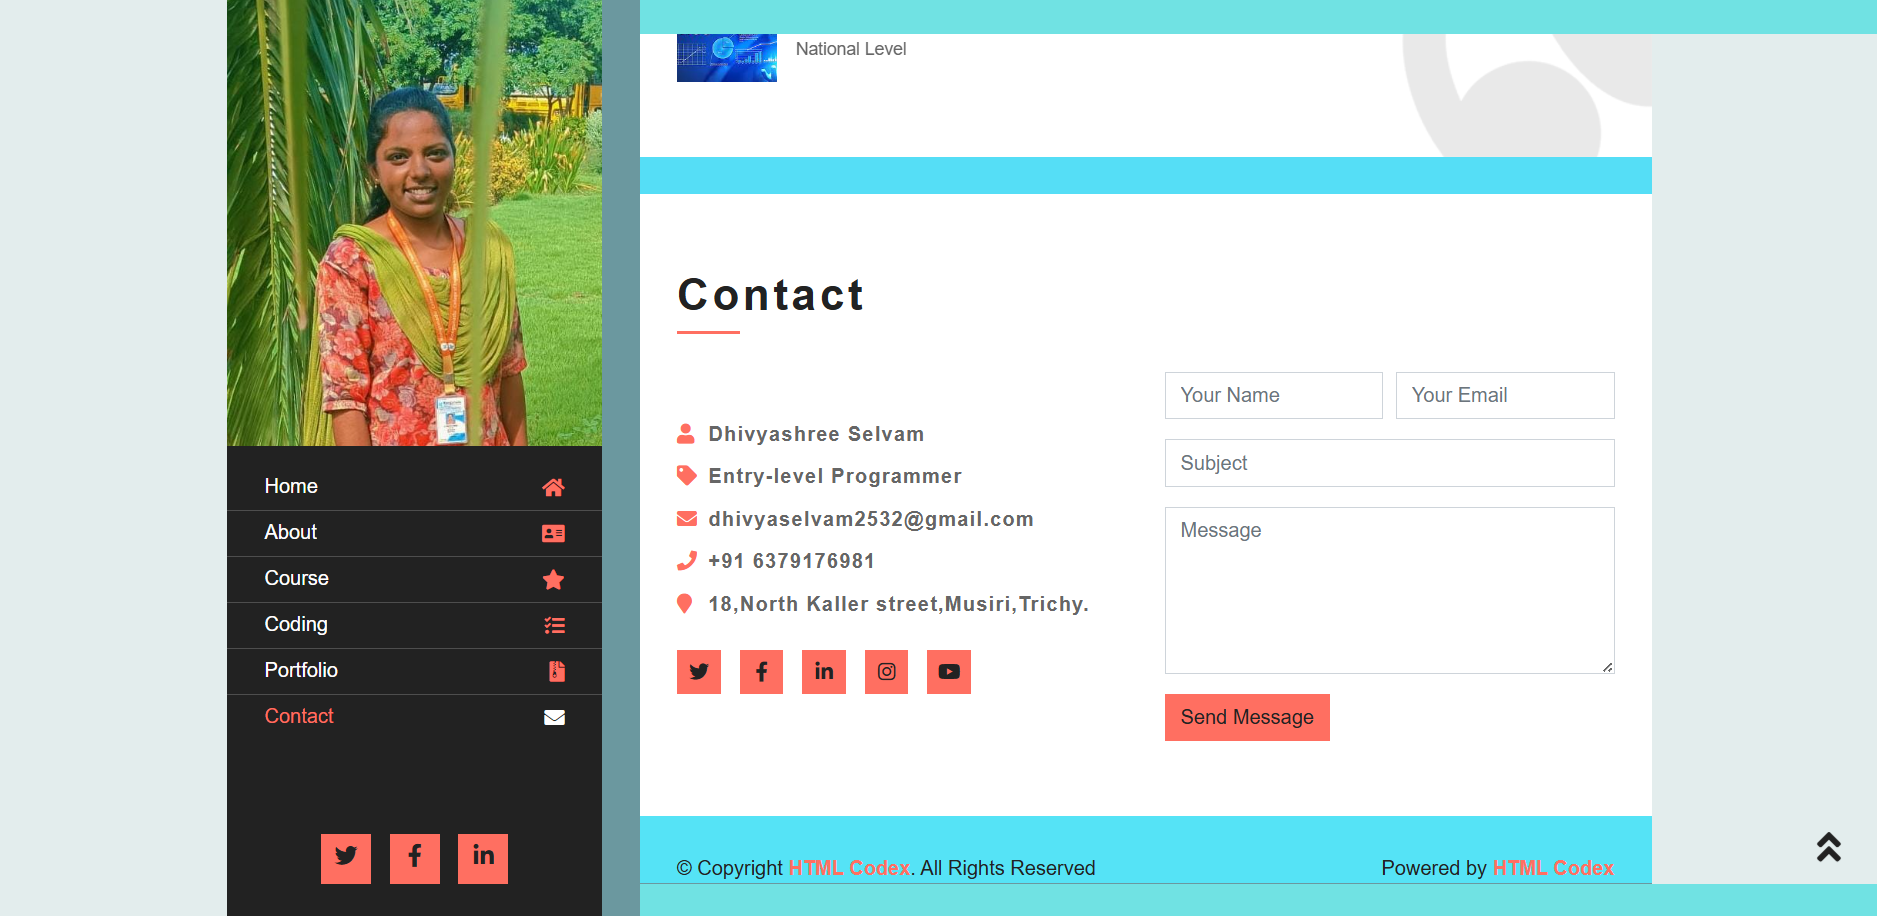 Home
About
Course
Coding
Portfolio
Contact
National Level
Contact
Dhivyashree Selvam
Entry-level Programmer
dhivyaselvam2532@gmail.com
+91 6379176981
18,North Kaller street,Musiri,Trichy.
Your Name
Your Email
Subject
Message
Send Message
© Copyright HTML Codex. All Rights Reserved
Powered by HTML Codex